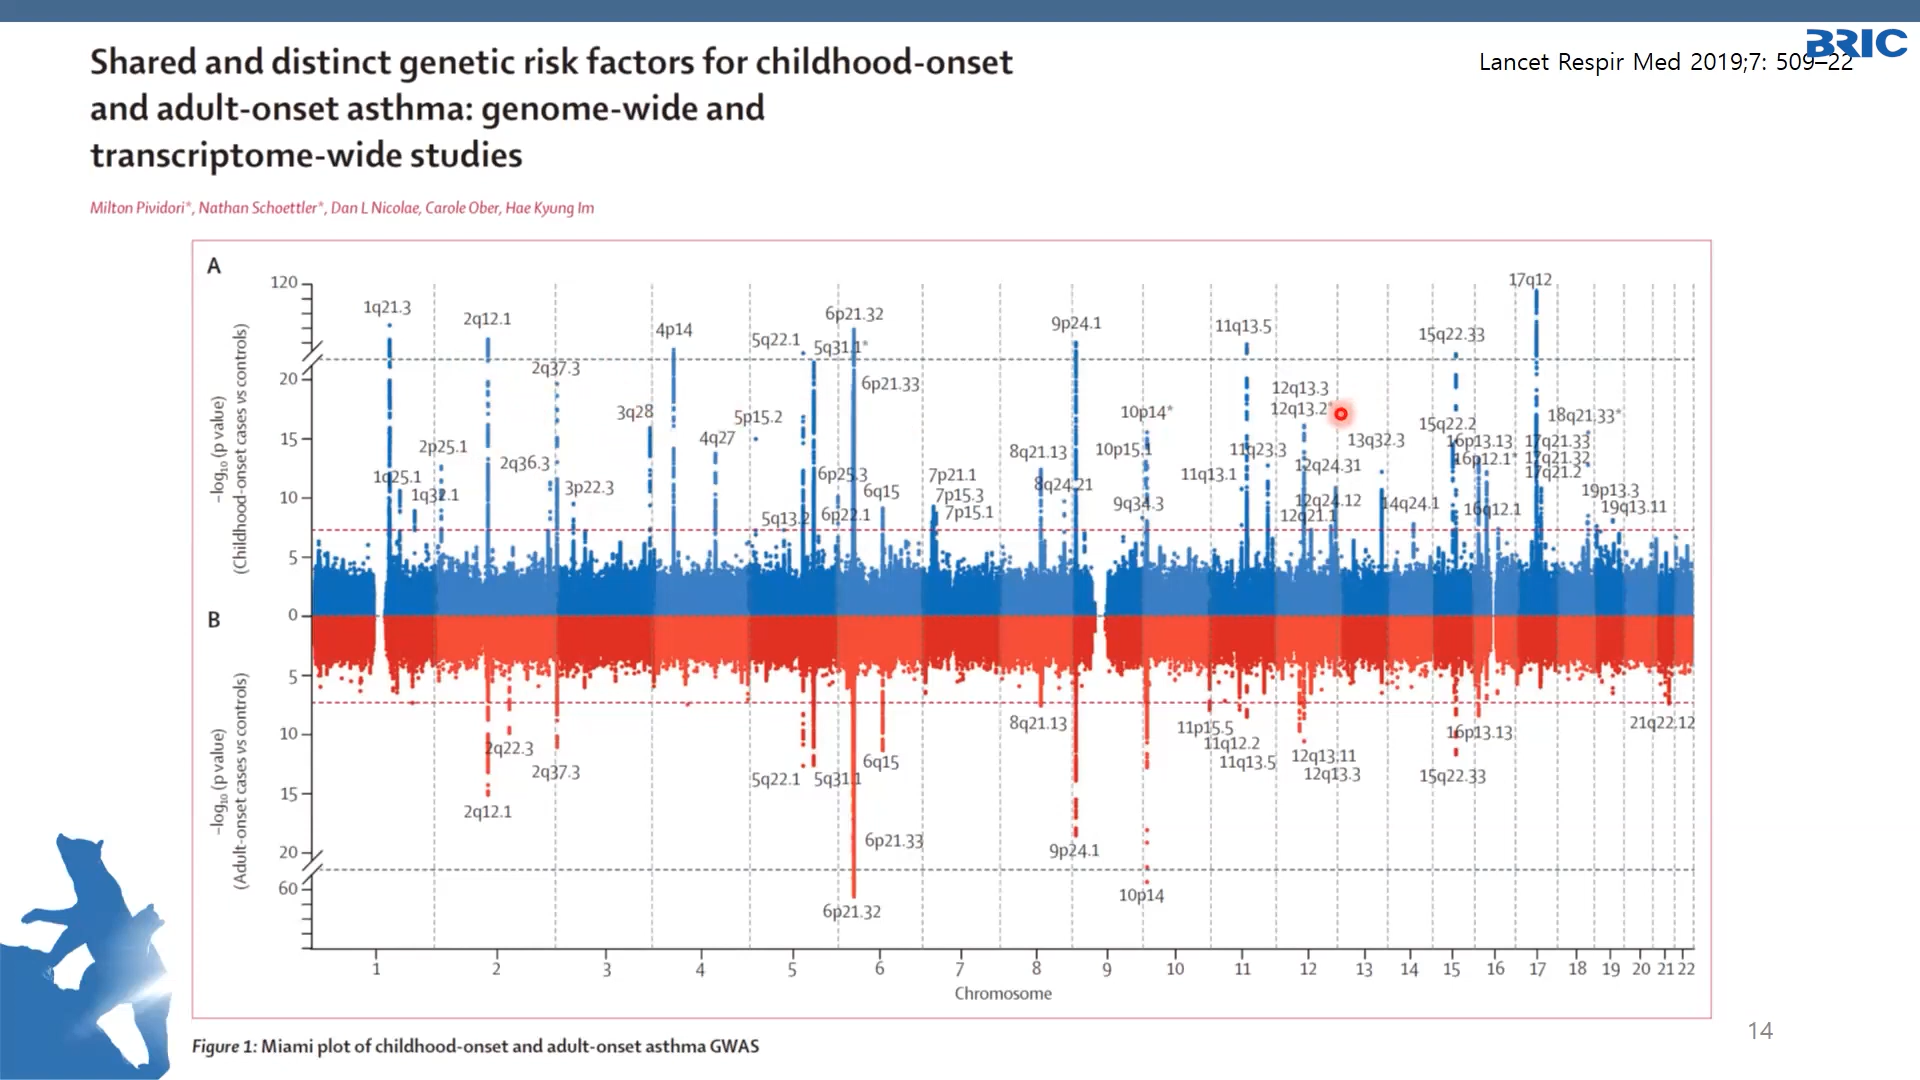 BRIC
Lancet Respir Med 2019;7: 509–22
Shared and distinct genetic risk factors for childhood-onset
and adult-onset asthma: genome-wide and
transcriptome-wide studies
Milton Pividori*, Nathan Schoettler*, Dan L Nicolae, Carole Ober, Hae Kyung Im
A
120
20
15
10
5
0
–log10 (p value)
(Childhood-onset cases vs controls)
17q12
1q21.3
2q12.1
6p21.32
9p24.1
11q13.5
4p14
15q22.33
5q22.1
5q31.1*
2q37.3
6p21.33
12q13.3
12q13.2*
3q28
10p14*
5p15.2
18q21.33*
15q22.2
4q27
13q32.3
16p13.13
17q21.33
2p25.1
8q21.13
10p15.1
11q23.3
16p12.1*
17q21.32
2q36.3
12q24.31
17q21.2
1q25.1
6p25.3
7p21.1
11q13.1
8q24.21
3p22.3
6q15
19p13.3
1q32.1
7p15.3
9q34.3
12q24.12
14q24.1
19q13.11
5q13.2
6p22.1
7p15.1
12q21.1
16q12.1
B
5
10
15
20
60
–log10 (p value)
(Adult-onset cases vs controls)
8q21.13
11p15.5
21q22.12
16p13.13
2q22.3
11q12.2
12q13.11
6q15
11q13.5
2q37.3
12q13.3
5q22.1
5q31.1
15q22.33
2q12.1
6p21.33
9p24.1
10p14
6p21.32
1 2 3 4 5 6 7 8 9 10 11 12 13 14 15 16 17 18 19 20 21 22
Chromosome
Figure 1: Miami plot of childhood-onset and adult-onset asthma GWAS
14